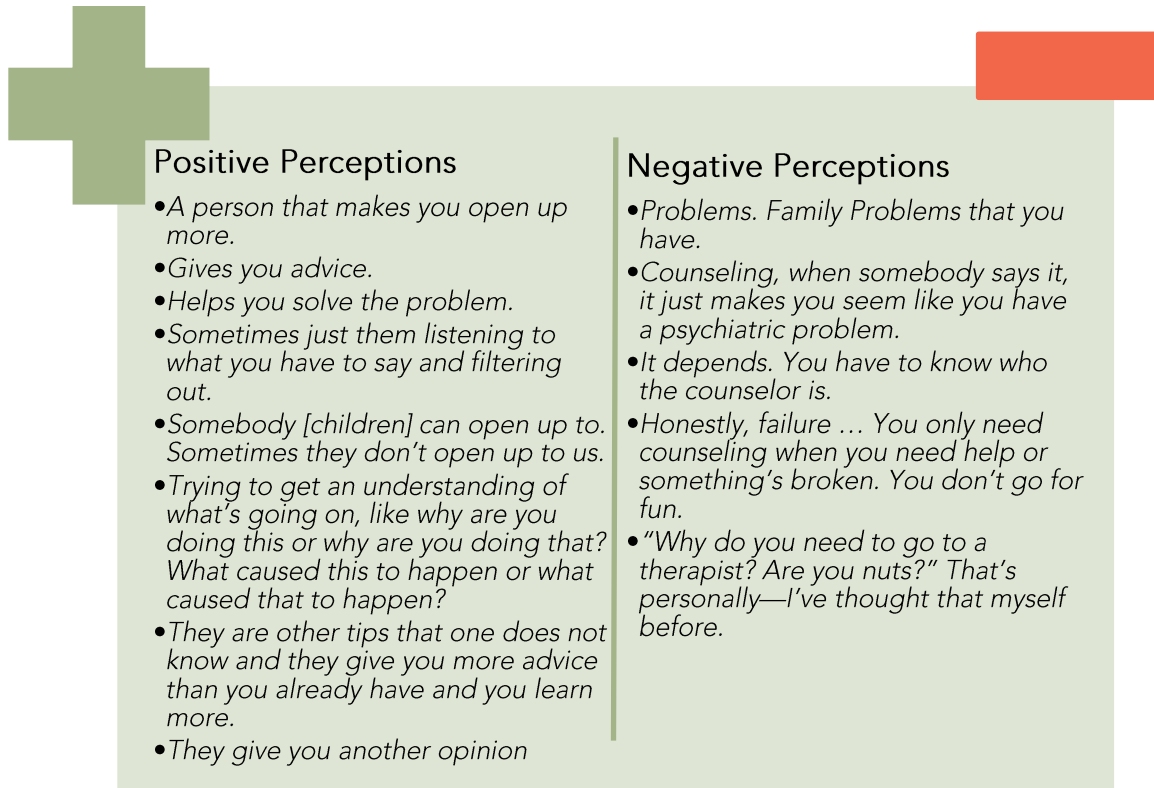 Positive Perceptions
•A person that makes you open up
more.
•Gives you advice.
•Helps you solve the problem.
•Sometimes just them listening to
what you have to say and filtering
out.
•Somebody [children] can open up to.
Sometimes they don’t open up to us.
•Trying to get an understanding of
what’s going on, like why are you
doing this or why are you doing that?
What caused this to happen or what
caused that to happen?
•They are other tips that one does not
know and they give you more advice
than you already have and you learn
more.
•They give you another opinion
Negative Perceptions
•Problems. Family Problems that you
have.
•Counseling, when somebody says it,
it just makes you seem like you have
a psychiatric problem.
•It depends. You have to know who
the counselor is.
•Honestly, failure … You only need
counseling when you need help or
something’s broken. You don’t go for
fun.
•“Why do you need to go to a
therapist? Are you nuts?” That’s
personally—I’ve thought that myself
before.